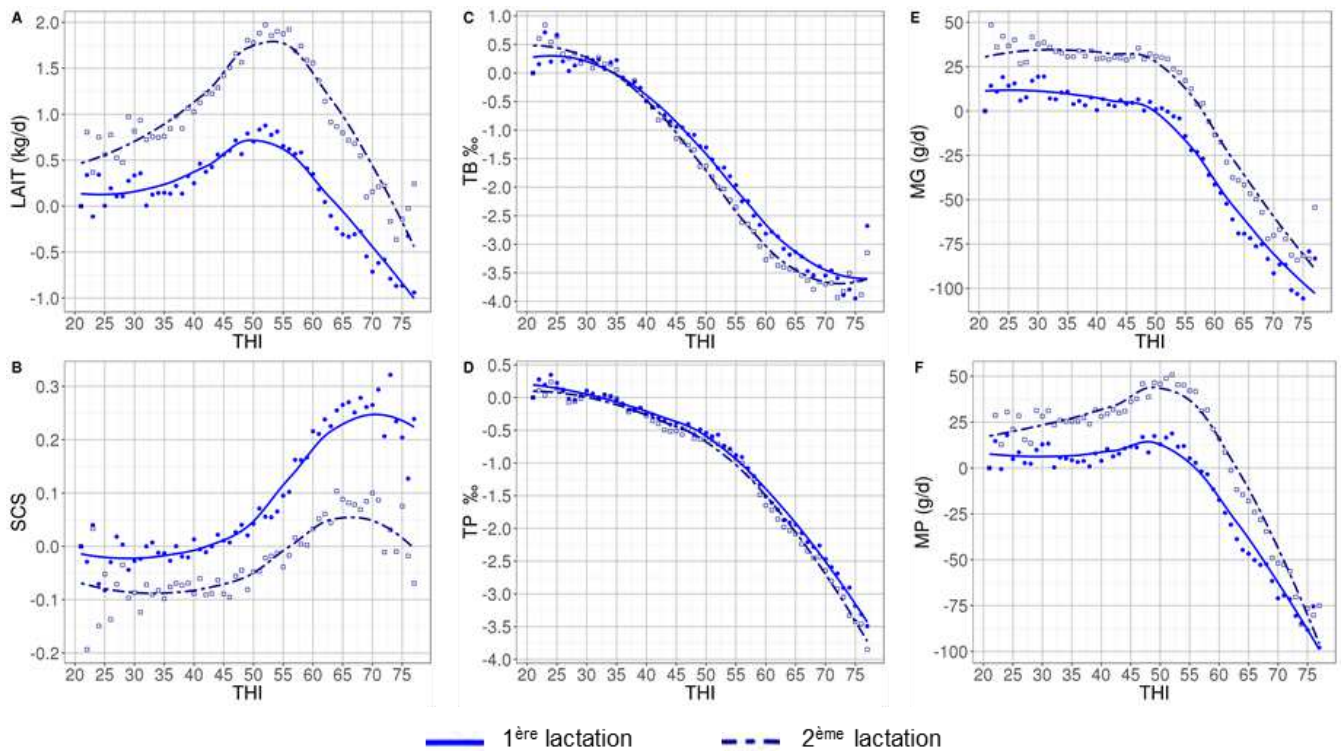 A
LAIT (kg/d)
2.0
1.5
1.0
0.5
0.0
-0.5
-1.0
20 25 30 35 40 45 50 55 60 65 70 75
THI
C
TB ‰
1.0
0.5
0.0
-0.5
-1.0
-1.5
-2.0
-2.5
-3.0
-3.5
-4.0
20 25 30 35 40 45 50 55 60 65 70 75
THI
E
MG (g/d)
50
25
0
-25
-50
-75
-100
20 25 30 35 40 45 50 55 60 65 70 75
THI
B
SCS
0.3
0.2
0.1
0.0
-0.1
-0.2
20 25 30 35 40 45 50 55 60 65 70 75
THI
D
TP ‰
0.5
0.0
-0.5
-1.0
-1.5
-2.0
-2.5
-3.0
-3.5
-4.0
20 25 30 35 40 45 50 55 60 65 70 75
THI
F
MP (g/d)
50
25
0
-25
-50
-75
-100
20 25 30 35 40 45 50 55 60 65 70 75
THI
1ère lactation 2ème lactation